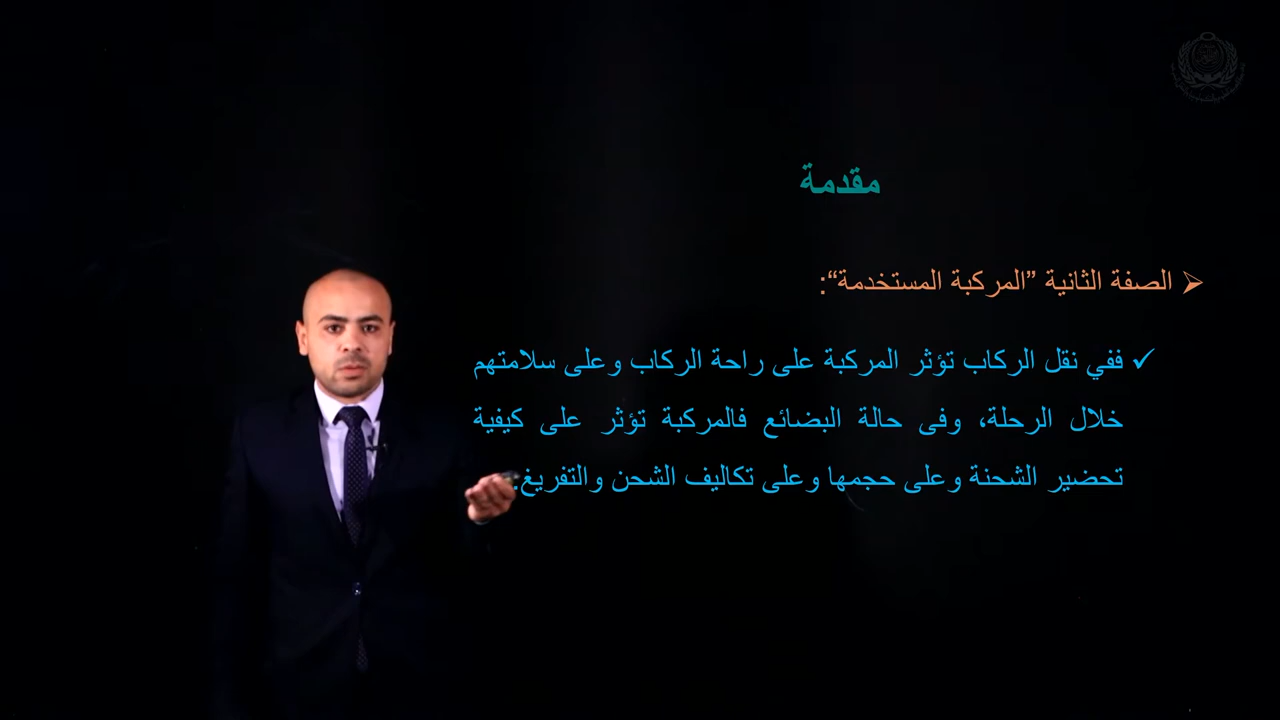 مقدمة
الصفة الثانية ”المركبة المستخدمة“:
ففي نقل الركاب تؤثر المركبة على راحة الركاب وعلى سلامتهم
خلال الرحلة، وفى حالة البضائع فالمركبة تؤثر على كيفية
تحضير الشحنة وعلى حجمها وعلى تكاليف الشحن والتفريغ.